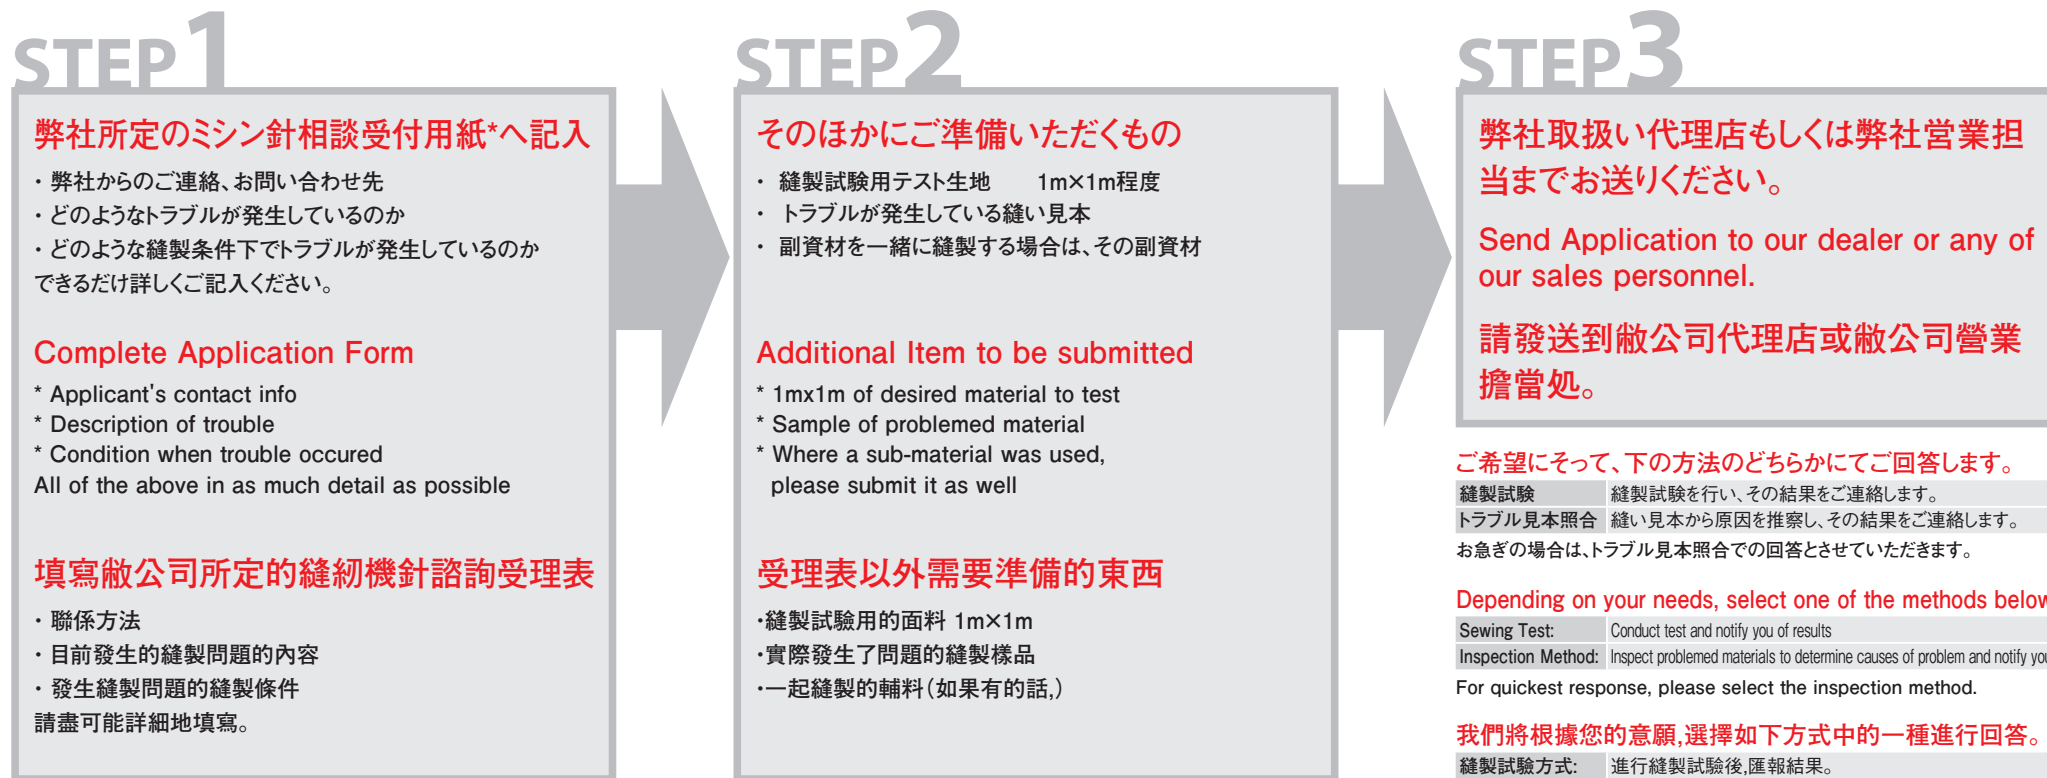 STEP1
弊社所定のミシン針相談受付用紙*へ記入
・ 弊社からのご連絡、お問い合わせ先
・ どのようなトラブルが発生しているのか
・ どのような縫製条件下でトラブルが発生しているのか
できるだけ詳しくご記入ください。
Complete Application Form
* Applicant's contact info
* Description of trouble
* Condition when trouble occured
All of the above in as much detail as possible
填寫敝公司所定的縫紉機針諮詢受理表
・ 聯係方法
・ 目前發生的縫製問題的內容
・ 發生縫製問題的縫製條件
請盡可能詳細地填寫。
STEP2
そのほかにご準備いただくもの
・ 縫製試験用テスト生地 1m×1m程度
・ トラブルが発生している縫い見本
・ 副資材を一緒に縫製する場合は、その副資材
Additional Item to be submitted
* 1mx1m of desired material to test
* Sample of problemed material
* Where a sub-material was used,
please submit it as well
受理表以外需要準備的東西
・縫製試驗用的面料 1m×1m
・實際發生了問題的縫製樣品
・一起縫製的輔料（如果有的話,）
STEP3
弊社取扱い代理店もしくは弊社営業担
当までお送りください。
Send Application to our dealer or any of
our sales personnel.
請發送到敝公司代理店或敝公司營業
擔當処。
ご希望にそって、下の方法のどちらかにてご回答します。
縫製試験 縫製試験を行い、その結果をご連絡します。
トラブル見本照合 縫い見本から原因を推察し、その結果をご連絡します。
お急ぎの場合は、トラブル見本照合での回答とさせていただきます。
Depending on your needs, select one of the methods below
Sewing Test: Conduct test and notify you of results
Inspection Method: Inspect problemed materials to determine causes of problem and notify you
For quickest response, please select the inspection method.
我們將根據您的意願,選擇如下方式中的一種進行回答。
縫製試驗方式: 進行縫製試驗後,匯報結果。